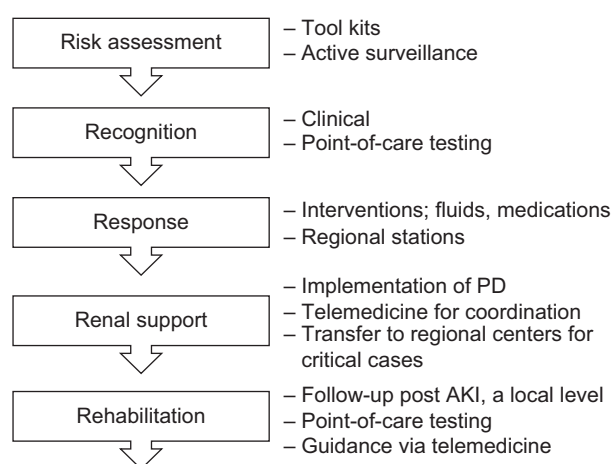 Risk assessment
– Tool kits
– Active surveillance
Recognition
– Clinical
– Point-of-care testing
Response
– Interventions; fluids, medications
– Regional stations
Renal support
– Implementation of PD
– Telemedicine for coordination
– Transfer to regional centers for
critical cases
Rehabilitation
– Follow-up post AKI, a local level
– Point-of-care testing
– Guidance via telemedicine